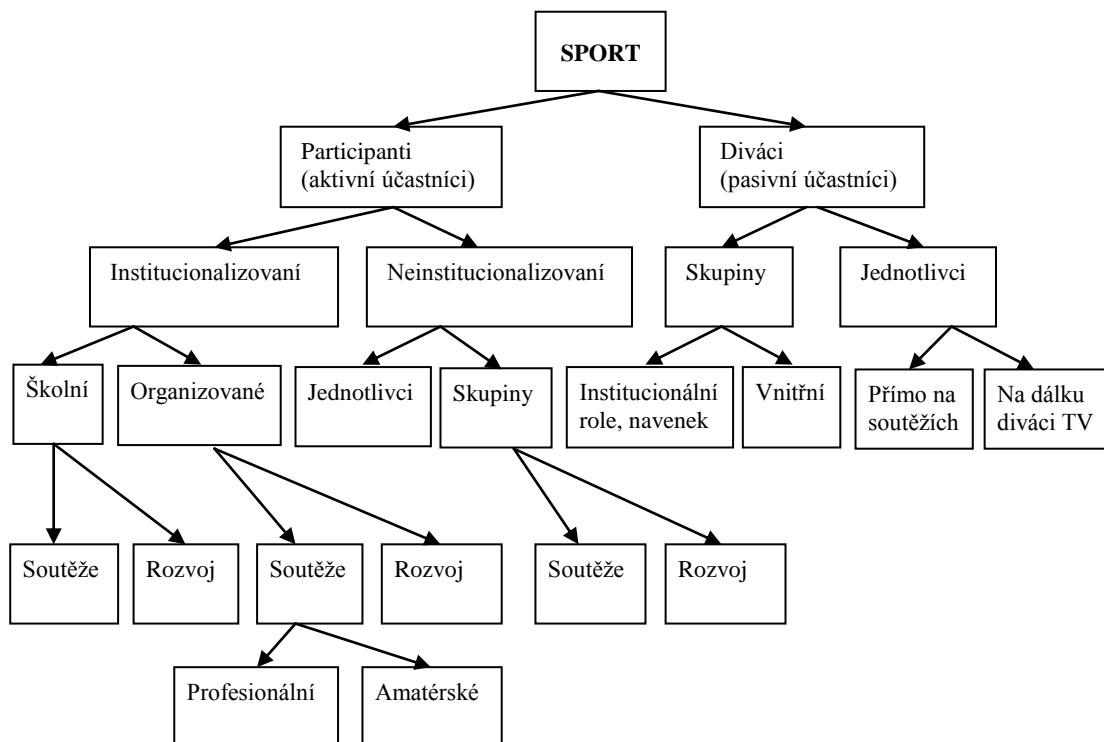 SPORT
Participanti
(aktivní účastníci)
Diváci
(pasivní účastníci)
Institucionalizovaní
Neinstitucionalizovaní
Skupiny
Jednotlivci
Školní
Organizované
Jednotlivci
Skupiny
Institucionální
role, navenek
Vnitřní
Přímo na
soutěžích
Na dálku
diváci TV
Soutěže
Rozvoj
Soutěže
Rozvoj
Soutěže
Rozvoj
Profesionální
Amatérské